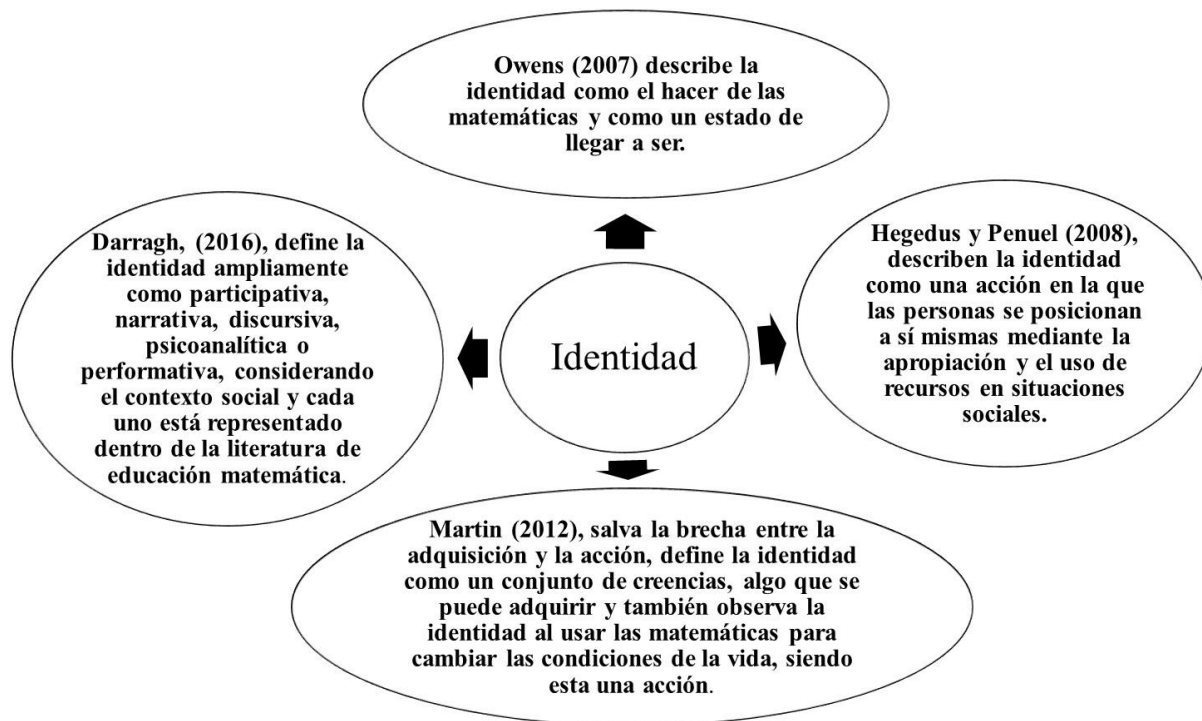 Owens (2007) describe la
identidad como el hacer de las
matemáticas y como un estado de
llegar a ser.
Darragh, (2016), define la
identidad ampliamente
como participativa,
narrativa, discursiva,
psicoanalítica o
performativa, considerando
el contexto social y cada
uno está representado
dentro de la literatura de
educación matemática.
Identidad
Hegedus y Penuel (2008),
describen la identidad
como una acción en la que
las personas se posicionan
a sí mismas mediante la
apropiación y el uso de
recursos en situaciones
sociales.
Martin (2012), salva la brecha entre la
adquisición y la acción, define la identidad
como un conjunto de creencias, algo que se
puede adquirir y también observa la
identidad al usar las matemáticas para
cambiar las condiciones de la vida, siendo
esta una acción.